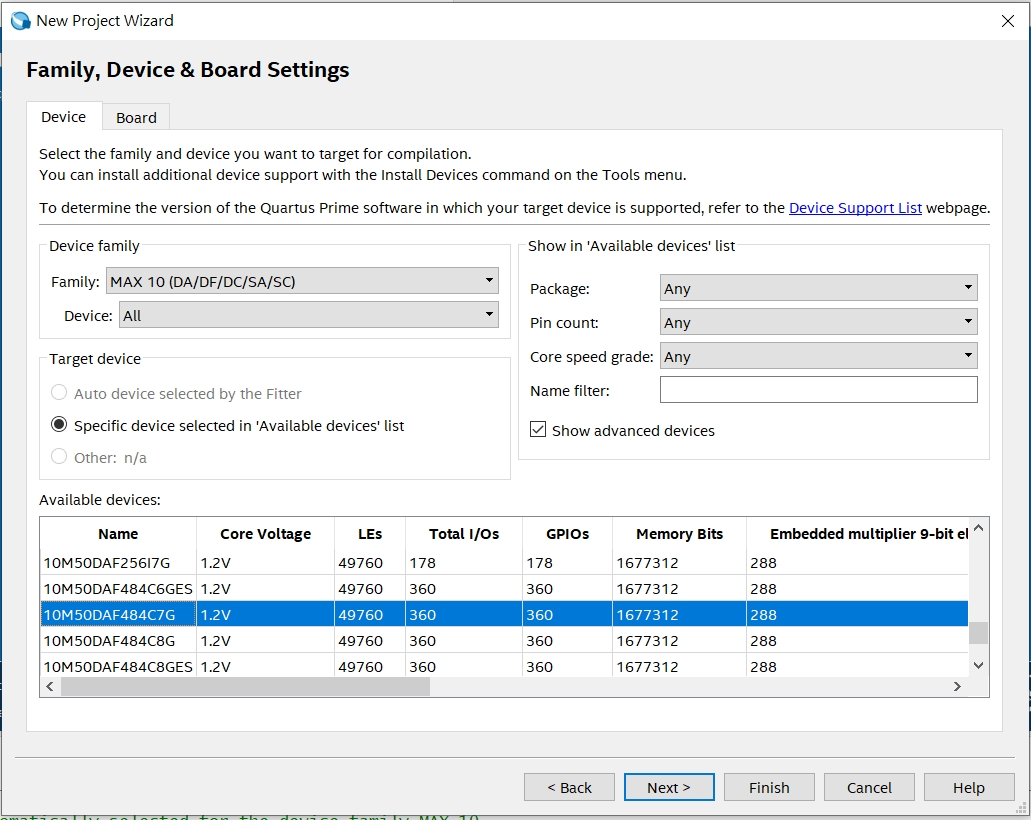 New Project Wizard
Family, Device & Board Settings
Device Board
Select the family and device you want to target for compilation.
You can install additional device support with the Install Devices command on the Tools menu.
To determine the version of the Quartus Prime software in which your target device is supported, refer to the Device Support List webpage.
Device family
Family: MAX 10 (DA/DF/DC/SA/SC)
Device: All
Target device
Auto device selected by the Fitter
Specific device selected in 'Available devices' list
Other: n/a
Show in 'Available devices' list
Package: Any
Pin count: Any
Core speed grade: Any
Name filter:
Show advanced devices
Available devices:
Name Core Voltage LEs Total I/Os GPIOs Memory Bits Embedded multiplier 9-bit el
10M50DAF256I7G 1.2V 49760 178 178 1677312 288
10M50DAF484C6GES 1.2V 49760 360 360 1677312 288
10M50DAF484C7G 1.2V 49760 360 360 1677312 288
10M50DAF484C8G 1.2V 49760 360 360 1677312 288
10M50DAF484C8GES 1.2V 49760 360 360 1677312 288
< Back Next > Finish Cancel Help